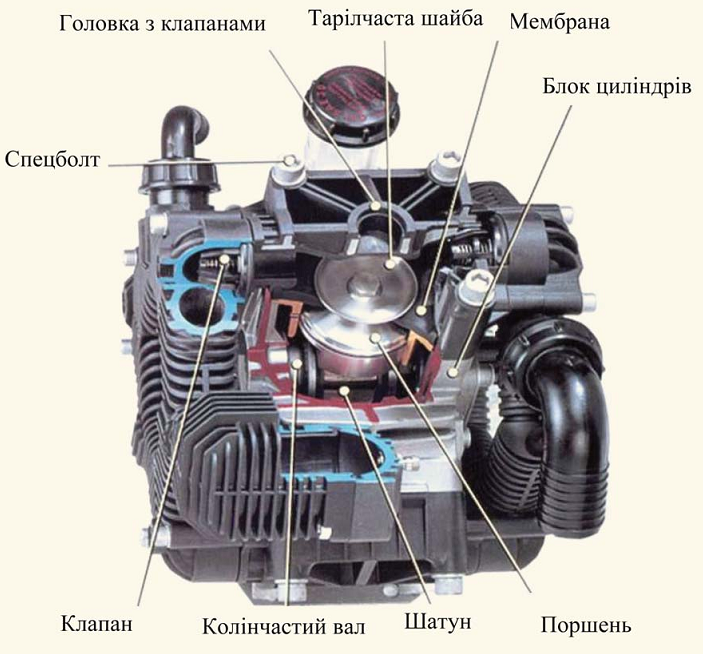 Головка з клапанами
Тарілчаста шайба
Мембрана
Блок циліндрів
Спецболт
Клапан
Колінчастий вал
Шатун
Поршень